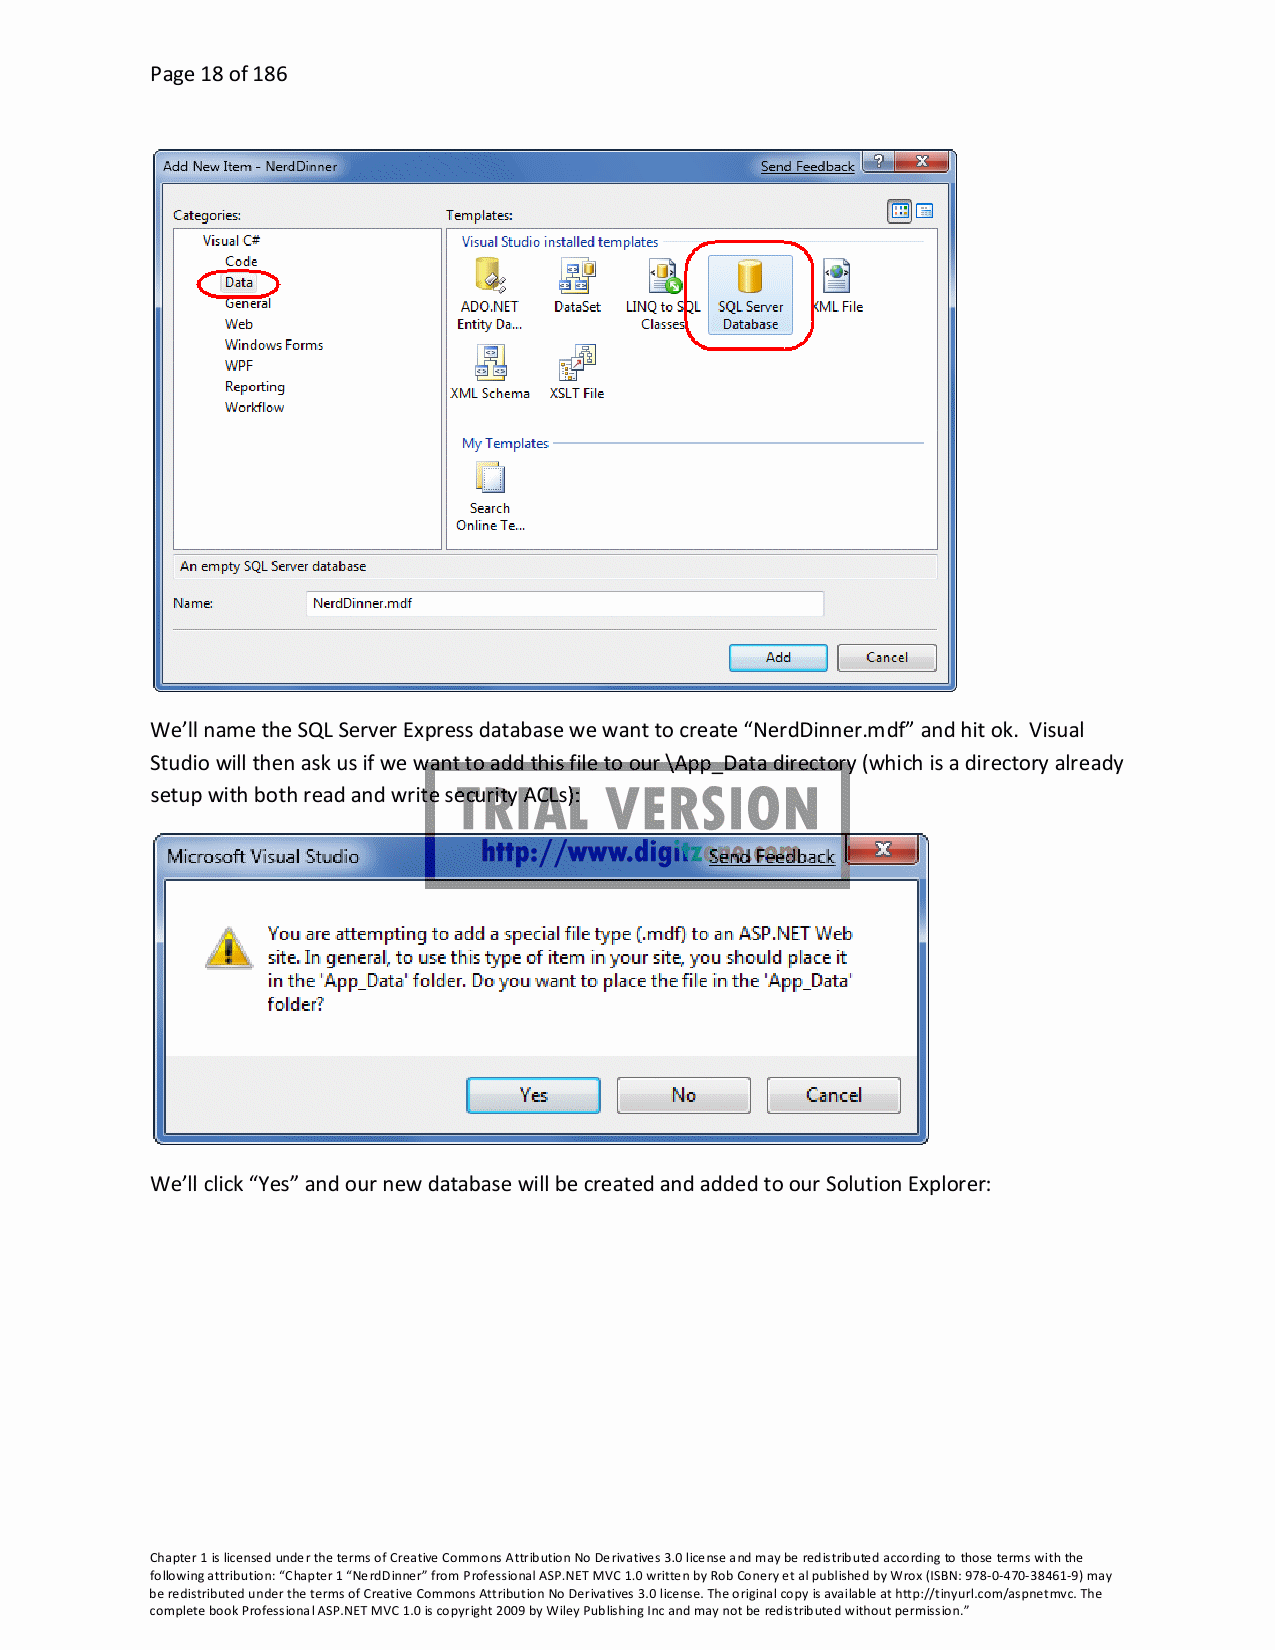 Page 18 of 186
Add New Item - NerdDinner
Send Feedback
Categories:
Templates:
Visual C#
Code
Data
General
Web
Windows Forms
WPF
Reporting
Workflow
Visual Studio installed templates
ADO.NET Entity Da...
DataSet
LINQ to SQL Classes
SQL Server Database
XML File
XML Schema
XSLT File
My Templates
Search Online Te...
An empty SQL Server database
Name:
NerdDinner.mdf
Add
Cancel
We’ll name the SQL Server Express database we want to create “NerdDinner.mdf” and hit ok.  Visual
Studio will then ask us if we want to add this file to our \App_Data directory (which is a directory already
setup with both read and write security ACLs):
TRIAL VERSION
http://www.digitzone.com
Microsoft Visual Studio
Send Feedback
You are attempting to add a special file type (.mdf) to an ASP.NET Web
site. In general, to use this type of item in your site, you should place it
in the 'App_Data' folder. Do you want to place the file in the 'App_Data'
folder?
Yes
No
Cancel
We’ll click “Yes” and our new database will be created and added to our Solution Explorer:
Chapter 1 is licensed under the terms of Creative Commons Attribution No Derivatives 3.0 license and may be redistributed according to those terms with the
following attribution: “Chapter 1 “NerdDinner” from Professional ASP.NET MVC 1.0 written by Rob Conery et al published by Wrox (ISBN: 978-0-470-38461-9) may
be redistributed under the terms of Creative Commons Attribution No Derivatives 3.0 license. The original copy is available at http://tinyurl.com/aspnetmvc. The
complete book Professional ASP.NET MVC 1.0 is copyright 2009 by Wiley Publishing Inc and may not be redistributed without permission.”